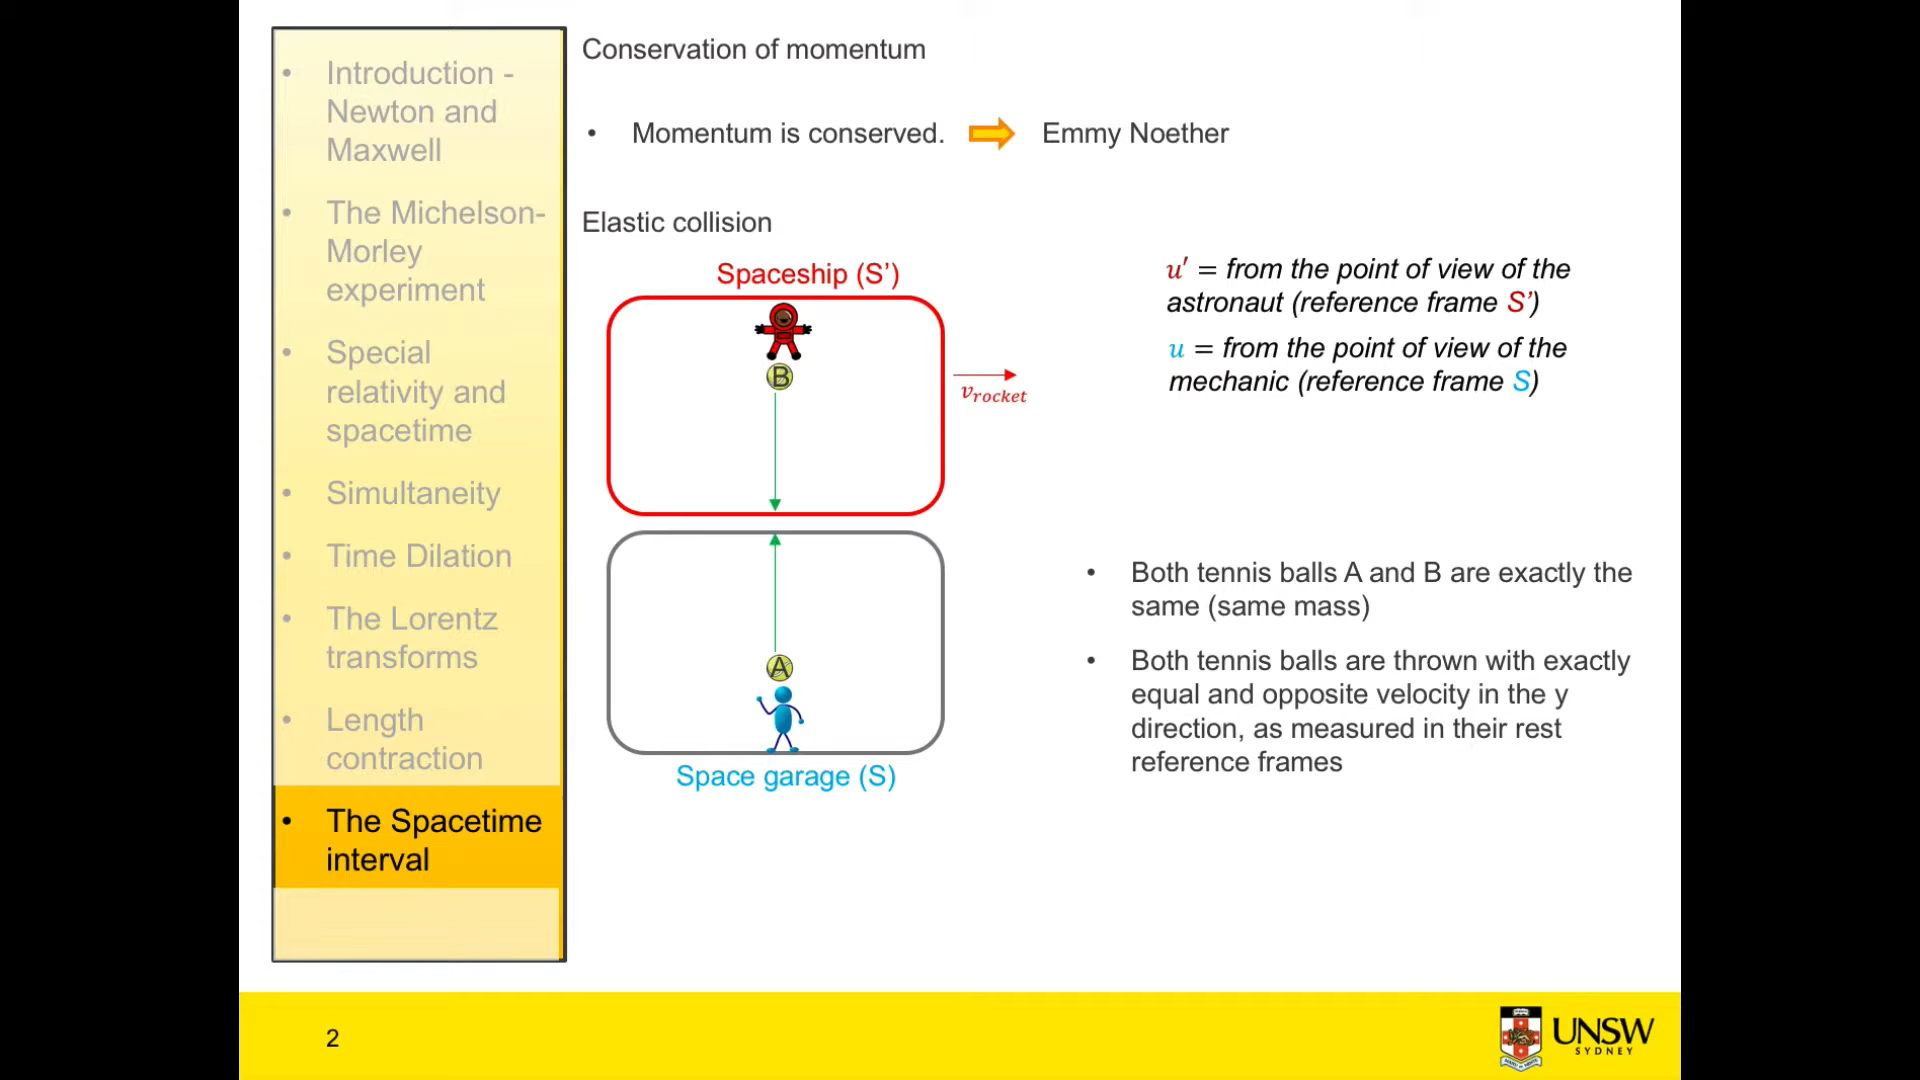 • Introduction -
Newton and
Maxwell
• The Michelson-
Morley
experiment
• Special
relativity and
spacetime
• Simultaneity
• Time Dilation
• The Lorentz
transforms
• Length
contraction
• The Spacetime
interval
Conservation of momentum
• Momentum is conserved. Emmy Noether
Elastic collision
Spaceship (S’)
B
v_rocket
A
Space garage (S)
u′ = from the point of view of the
astronaut (reference frame S’)
u = from the point of view of the
mechanic (reference frame S)
• Both tennis balls A and B are exactly the
same (same mass)
• Both tennis balls are thrown with exactly
equal and opposite velocity in the y
direction, as measured in their rest
reference frames
2
UNSW
SYDNEY